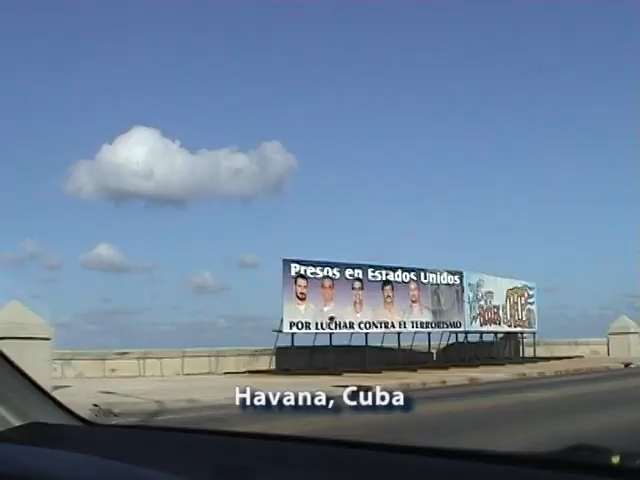 Presos en Estados Unidos
POR LUCHAR CONTRA EL TERRORISMO
Havana, Cuba